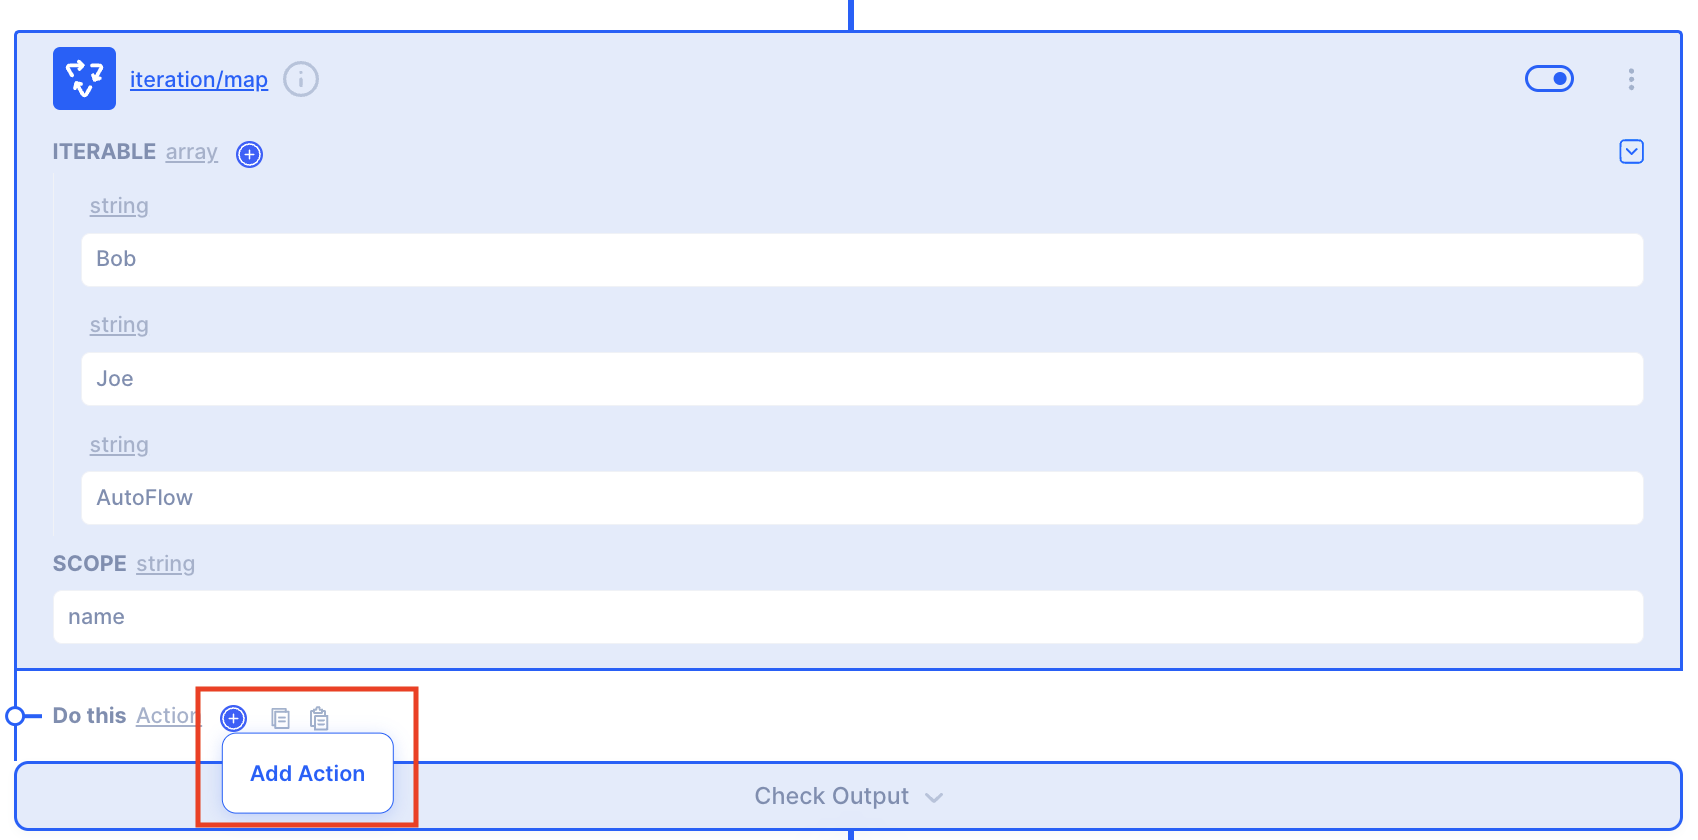 iteration/map
ITERABLE array
string
Bob
string
Joe
string
AutoFlow
SCOPE string
name
Do this Action
Add Action
Check Output